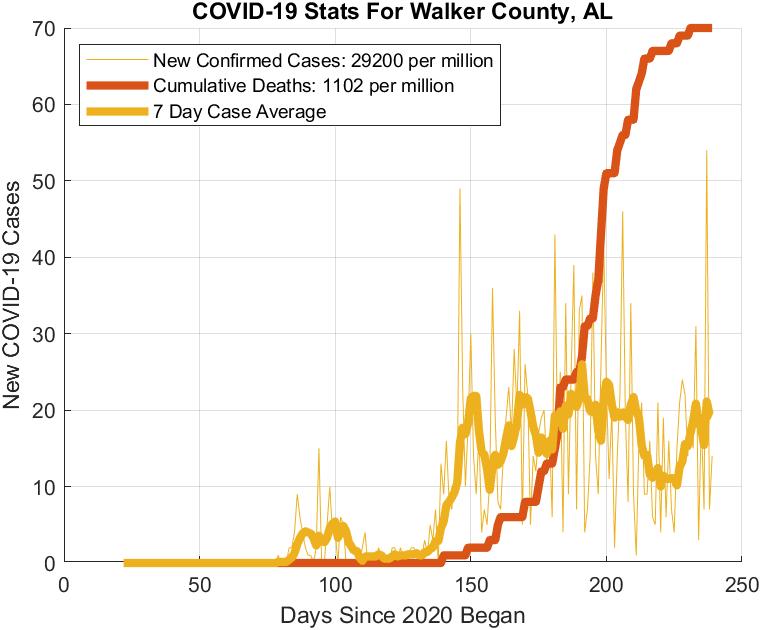 COVID-19 Stats For Walker County, AL
70
60
50
40
30
20
10
0
New COVID-19 Cases
New Confirmed Cases: 29200 per million
Cumulative Deaths: 1102 per million
7 Day Case Average
0
50
100
150
200
250
Days Since 2020 Began